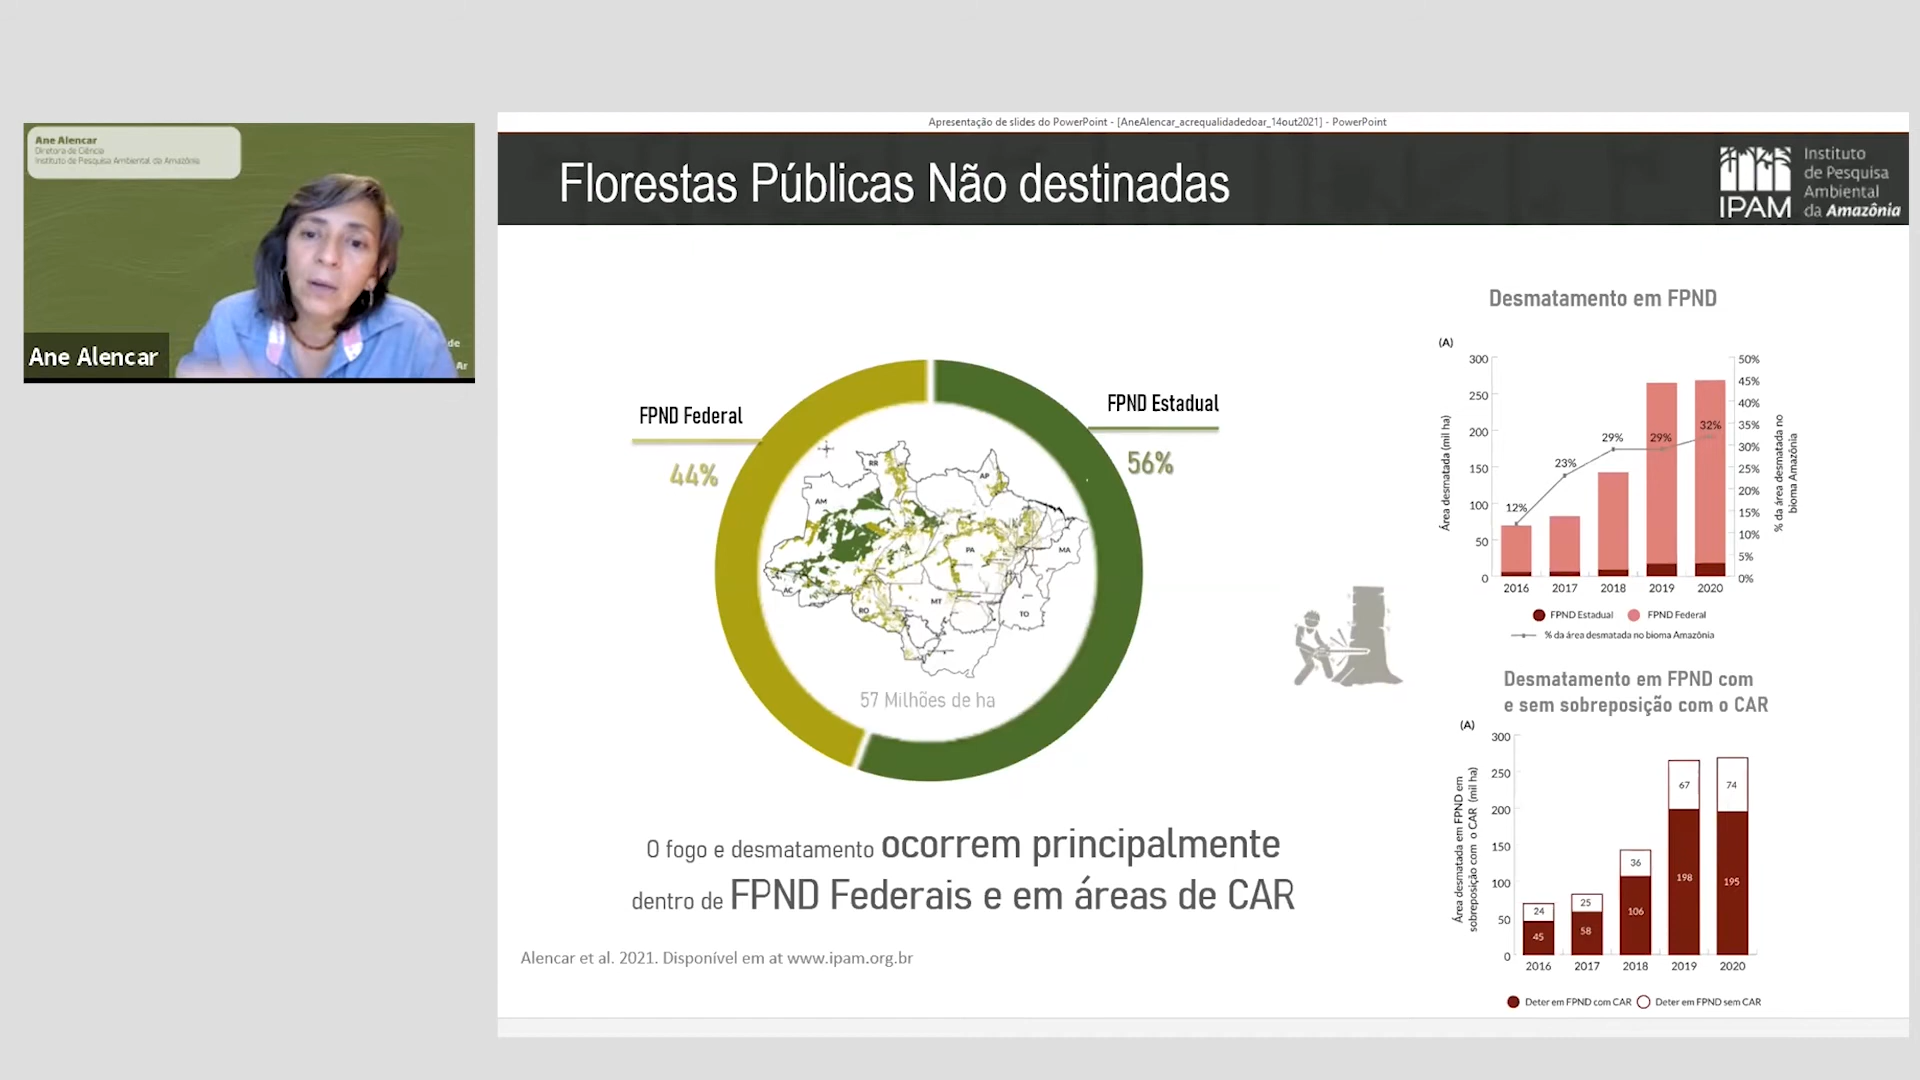 Ane Alencar
Diretora de Ciência
Instituto de Pesquisa Ambiental da Amazônia
de
Ar
Ane Alencar
Apresentação de slides do PowerPoint - [AneAlencar_acrequalidadedoar_14out2021] - PowerPoint
Florestas Públicas Não destinadas
IPAM
Instituto
de Pesquisa
Ambiental
da Amazônia
FPND Federal
44%
FPND Estadual
56%
RR
AP
AM
PA
MA
AC
RO
MT
TO
57 Milhões de ha
O fogo e desmatamento ocorrem principalmente
dentro de FPND Federais e em áreas de CAR
Alencar et al. 2021. Disponível em at www.ipam.org.br
Desmatamento em FPND
(A)
Área desmatada (mil ha)
300
250
200
150
100
50
0
12%
23%
29%
29%
32%
50%
45%
40%
35%
30%
25%
20%
15%
10%
5%
0%
% da área desmatada no
bioma Amazônia
2016 2017 2018 2019 2020
FPND Estadual FPND Federal
% da área desmatada no bioma Amazônia
Desmatamento em FPND com
e sem sobreposição com o CAR
(A)
Área desmatada em FPND em
sobreposição com o CAR (mil ha)
300
250
200
150
100
50
0
24
45
25
58
36
106
67
198
74
195
2016 2017 2018 2019 2020
Deter em FPND com CAR Deter em FPND sem CAR